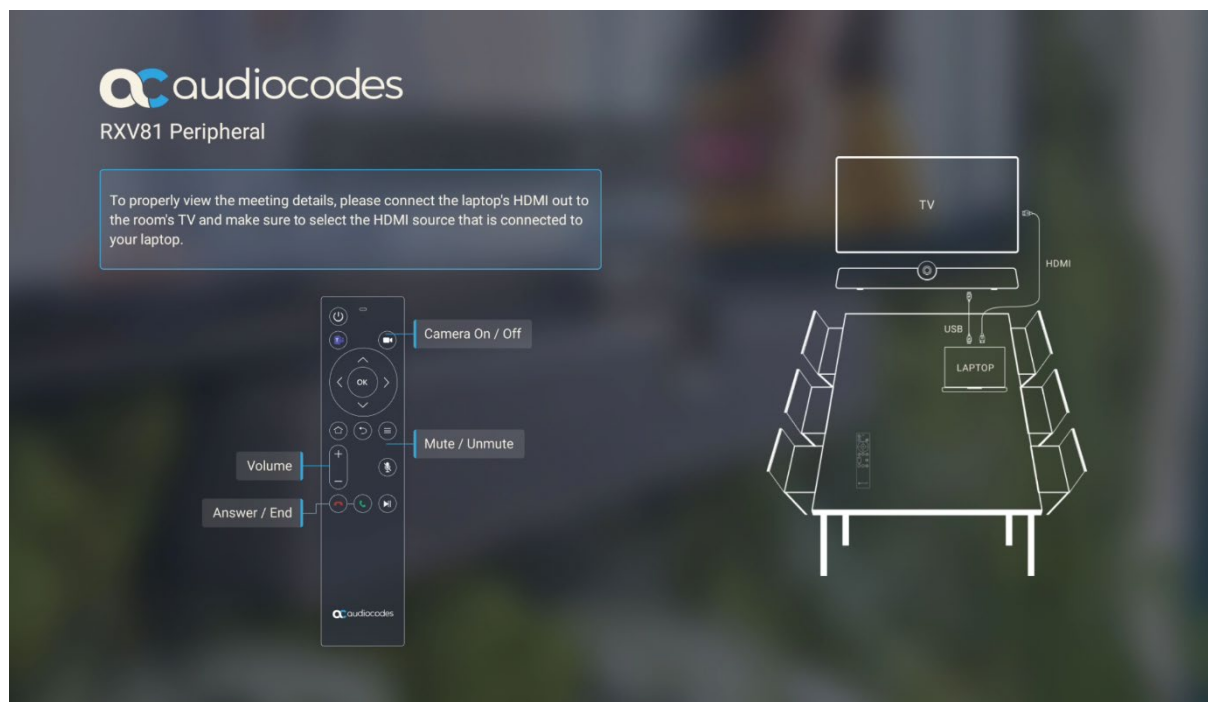 audiocodes
RXV81 Peripheral
To properly view the meeting details, please connect the laptop's HDMI out to
the room's TV and make sure to select the HDMI source that is connected to
your laptop.
Camera On / Off
OK
Mute / Unmute
Volume
Answer / End
audiocodes
TV
HDMI
USB
LAPTOP